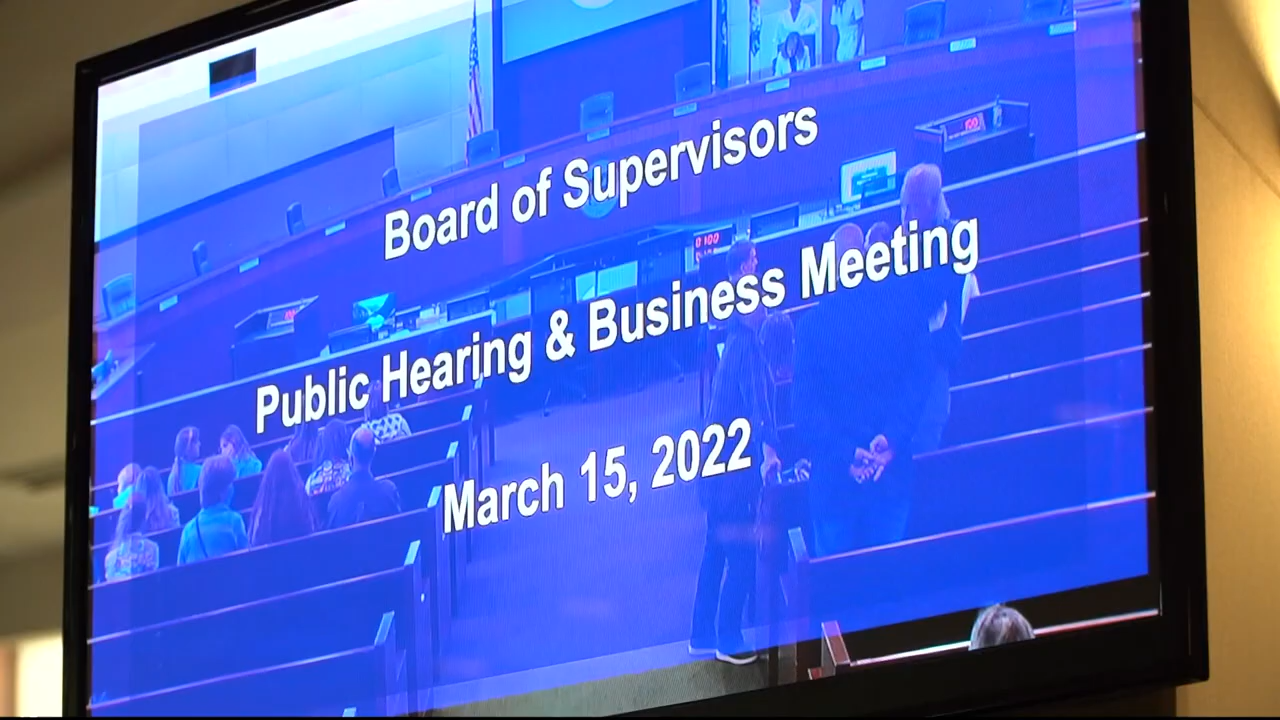 Board of Supervisors
Public Hearing & Business Meeting
March 15, 2022